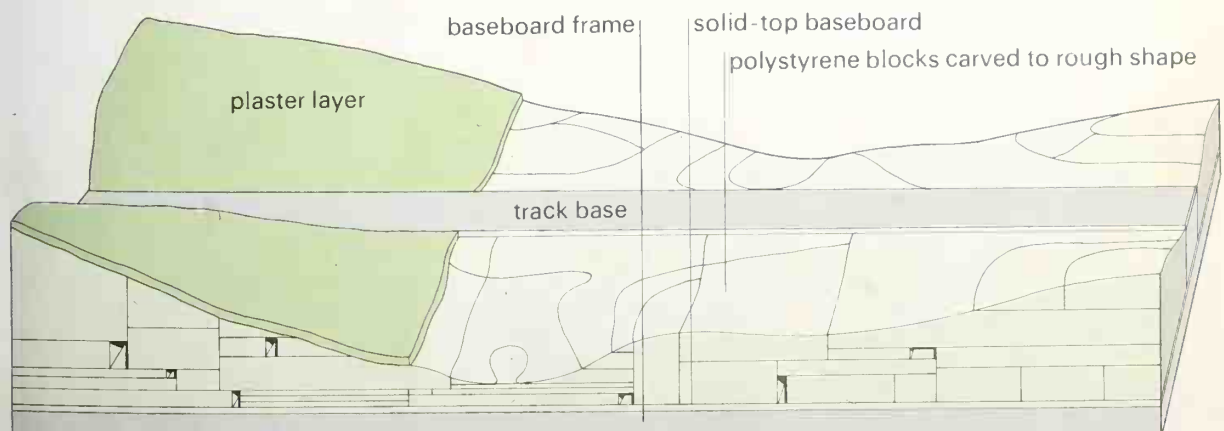 baseboard frame
solid-top baseboard
polystyrene blocks carved to rough shape
plaster layer
track base